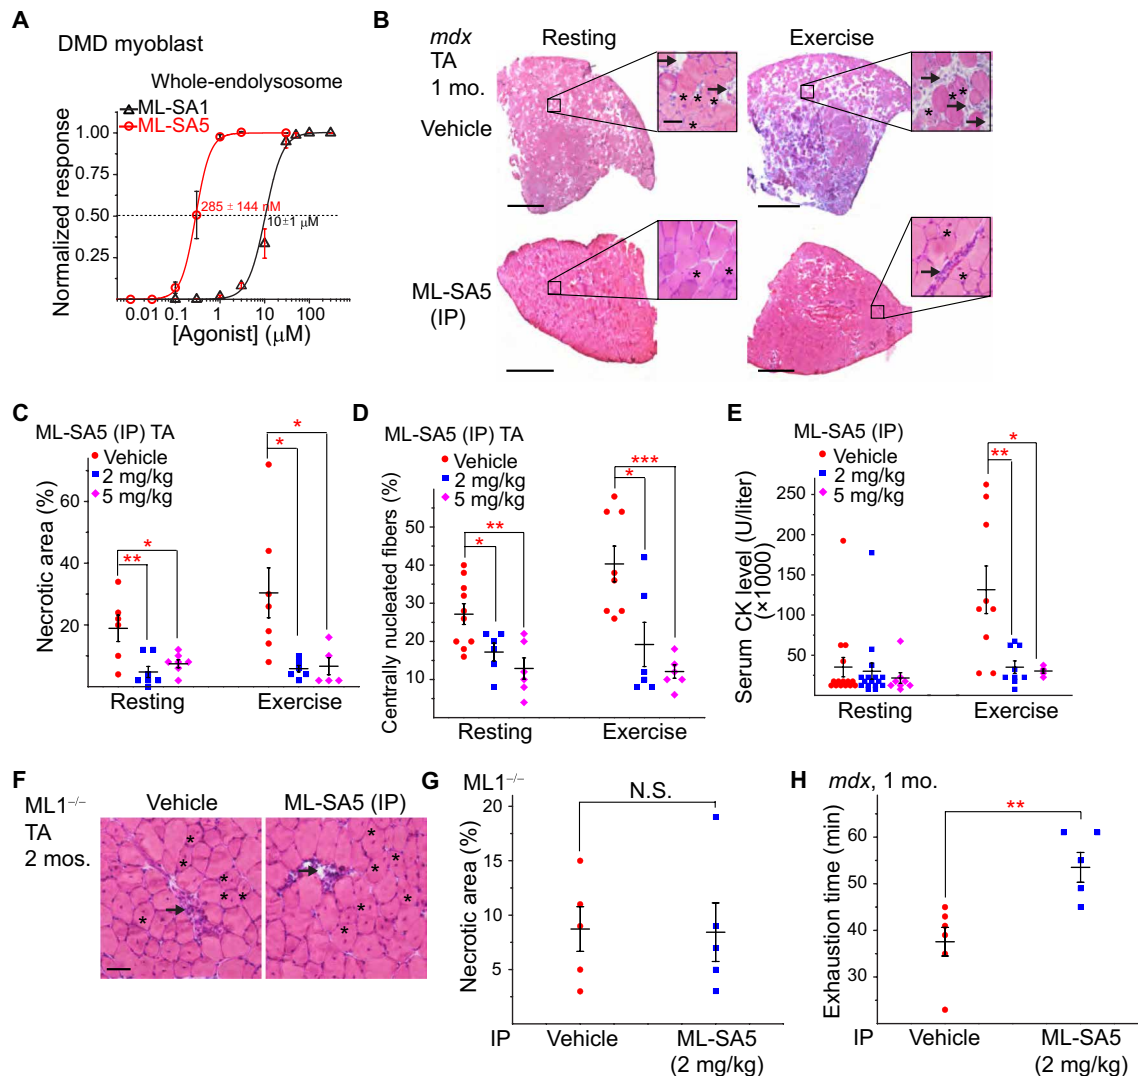 A
DMD myoblast
Whole-endolysosome
ML-SA1
ML-SA5
Normalized response
1.00
0.75
0.50
0.25
285 ± 144 nM
10±1 µM
0.01 0.1 1 10 100
[Agonist] (µM)
B
mdx
TA
1 mo.
Vehicle
Resting
Exercise
ML-SA5
(IP)
* * *
*
* *
*
* *
*
*
C
ML-SA5 (IP) TA
Vehicle
2 mg/kg
5 mg/kg
Necrotic area (%)
60
40
20
** * * *
Resting Exercise
D
ML-SA5 (IP) TA
Vehicle
2 mg/kg
5 mg/kg
Centrally nucleated fibers (%)
50
40
30
20
10
* ** * ***
Resting Exercise
E
ML-SA5 (IP)
Vehicle
2 mg/kg
5 mg/kg
Serum CK level (U/liter)
(×1000)
250
200
150
100
50
** *
Resting Exercise
F
ML1⁻/⁻
TA
2 mos.
Vehicle
ML-SA5 (IP)
G
ML1⁻/⁻
N.S.
Necrotic area (%)
20
15
10
5
IP Vehicle ML-SA5
(2 mg/kg)
H
mdx, 1 mo.
**
Exhaustion time (min)
60
50
40
30
IP Vehicle ML-SA5
(2 mg/kg)